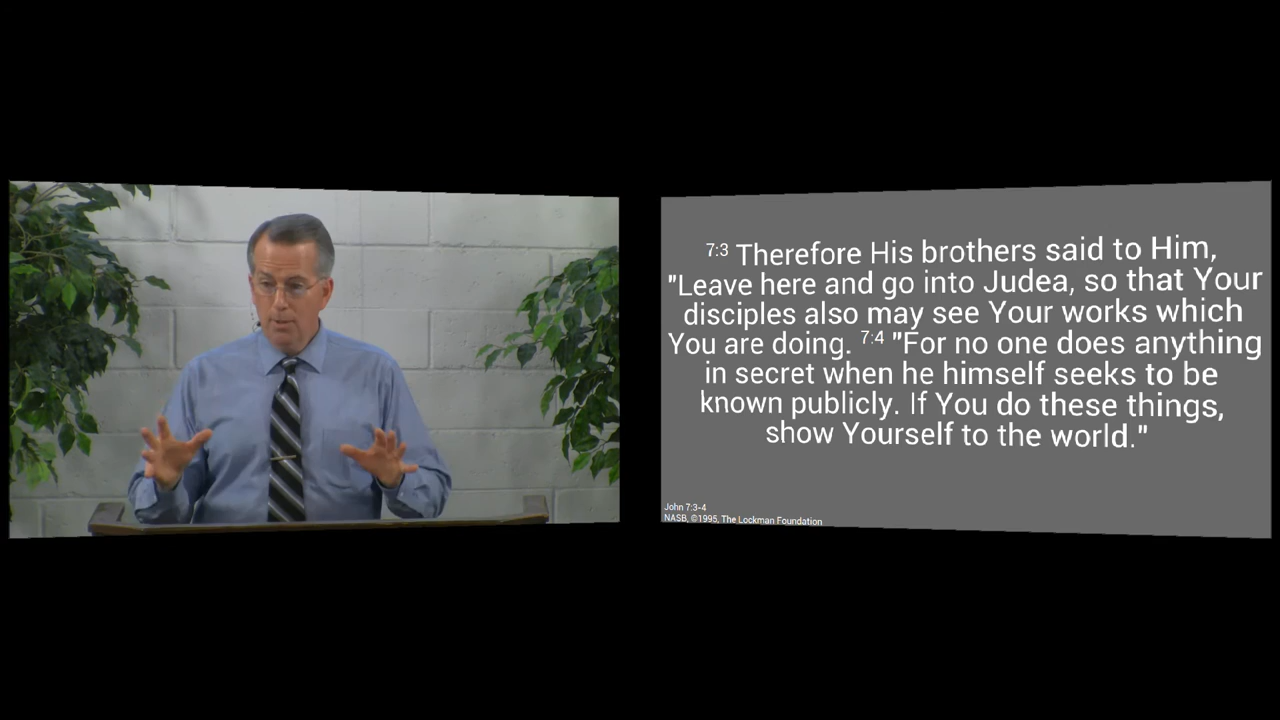 7:3 Therefore His brothers said to Him,
"Leave here and go into Judea, so that Your
disciples also may see Your works which
You are doing. 7:4 "For no one does anything
in secret when he himself seeks to be
known publicly. If You do these things,
show Yourself to the world."
John 7:3-4
NASB, ©1995, The Lockman Foundation